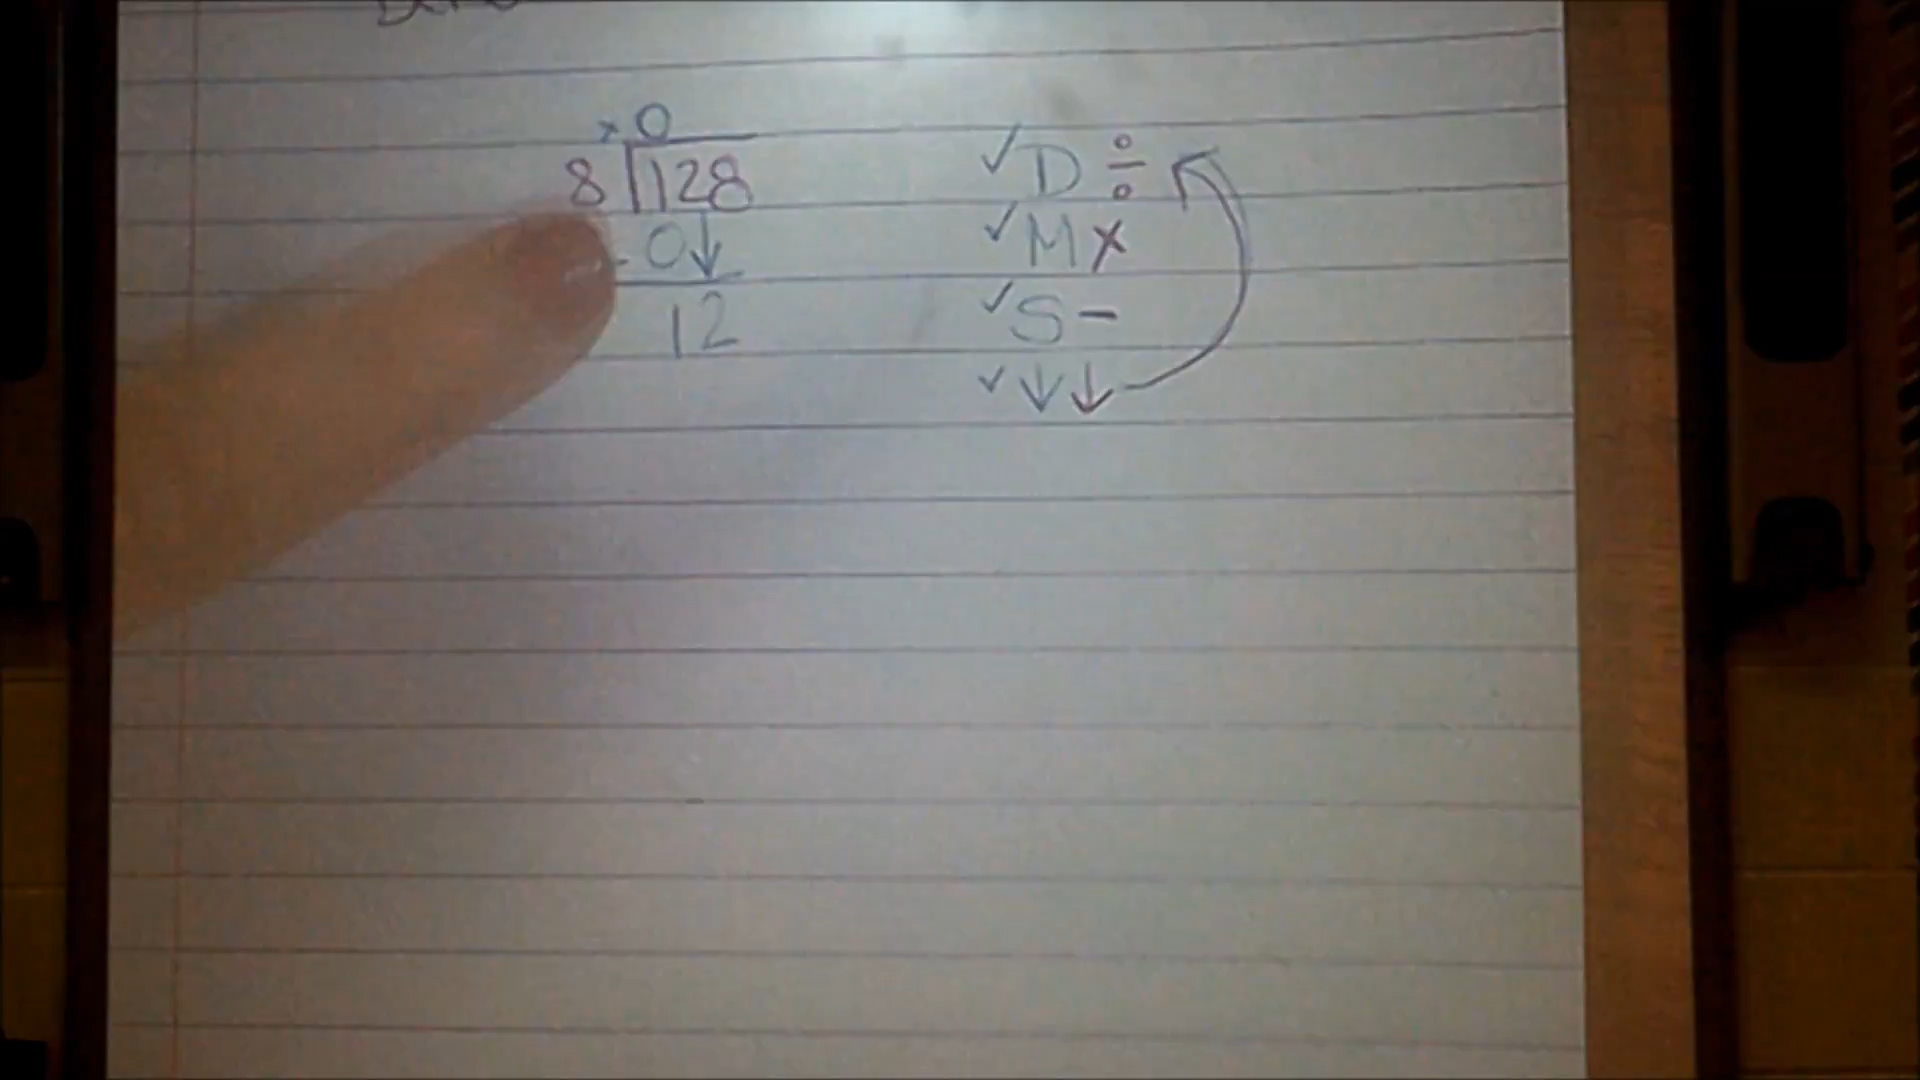 × 0
8 128
- 0 ↓
12
✓ D ÷
✓ M ×
✓ S -
✓ ↓ ↓